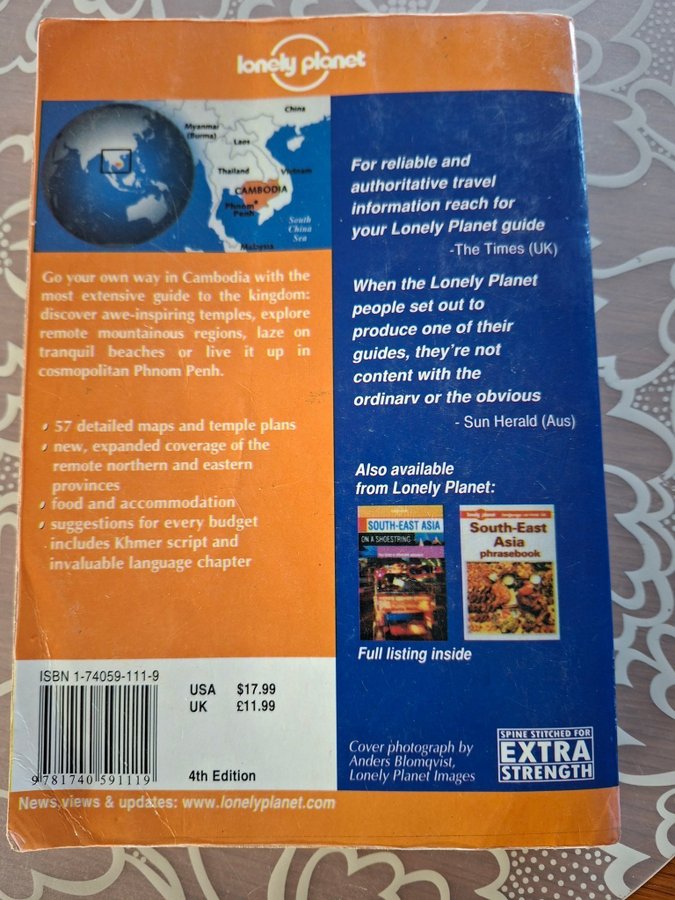 lonely planet
China
Myanmar
(Burma)
Laos
Thailand
Vietnam
CAMBODIA
Phnom
Penh
South
China
Sea
Malaysia
Go your own way in Cambodia with the
most extensive guide to the kingdom:
discover awe-inspiring temples, explore
remote mountainous regions, laze on
tranquil beaches or live it up in
cosmopolitan Phnom Penh.
57 detailed maps and temple plans
new, expanded coverage of the
remote northern and eastern
provinces
food and accommodation
suggestions for every budget
includes Khmer script and
invaluable language chapter
ISBN 1-74059-111-9
9 781740 591119
USA $17.99
UK £11.99
4th Edition
News, views & updates: www.lonelyplanet.com
For reliable and
authoritative travel
information reach for
your Lonely Planet guide
-The Times (UK)
When the Lonely Planet
people set out to
produce one of their
guides, they're not
content with the
ordinary or the obvious
- Sun Herald (Aus)
Also available
from Lonely Planet:
SOUTH-EAST ASIA
ON A SHOESTRING
lonely planet
South-East
Asia
phrasebook
Full listing inside
Cover photograph by
Anders Blomqvist,
Lonely Planet Images
SPINE STITCHED FOR
EXTRA
STRENGTH